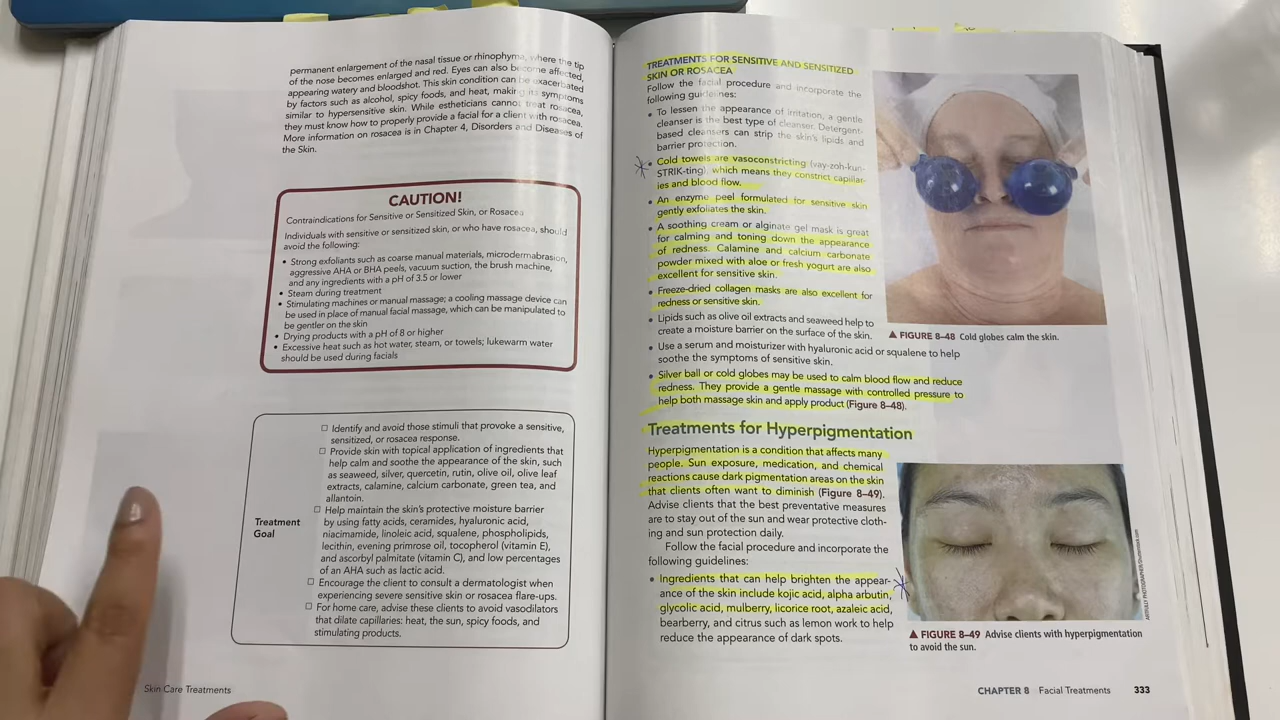 permanent enlargement of the nasal tissue or rhinophyma, where the tip
of the nose becomes enlarged and red. Eyes can also become affected,
appearing watery and bloodshot. This skin condition can be exacerbated
by factors such as alcohol, spicy foods, and heat, making its symptoms
similar to hypersensitive skin. While estheticians cannot treat rosacea,
they must know how to properly provide a facial for a client with rosacea.
More information on rosacea is in Chapter 4, Disorders and Diseases of
the Skin.
CAUTION!
Contraindications for Sensitive or Sensitized Skin, or Rosacea
Individuals with sensitive or sensitized skin, or who have rosacea, should
avoid the following:
• Strong exfoliants such as coarse manual materials, microdermabrasion,
aggressive AHA or BHA peels, vacuum suction, the brush machine,
and any ingredients with a pH of 3.5 or lower
• Steam during treatment
• Stimulating machines or manual massage; a cooling massage device can
be used in place of manual facial massage, which can be manipulated to
be gentler on the skin
• Drying products with a pH of 8 or higher
• Excessive heat such as hot water, steam, or towels; lukewarm water
should be used during facials
Treatment
Goal
☐ Identify and avoid those stimuli that provoke a sensitive,
sensitized, or rosacea response.
☐ Provide skin with topical application of ingredients that
help calm and soothe the appearance of the skin, such
as seaweed, silver, quercetin, rutin, olive oil, olive leaf
extracts, calamine, calcium carbonate, green tea, and
allantoin.
☐ Help maintain the skin's protective moisture barrier
by using fatty acids, ceramides, hyaluronic acid,
niacinamide, linoleic acid, squalene, phospholipids,
lecithin, evening primrose oil, tocopherol (vitamin E),
and ascorbyl palmitate (vitamin C), and low percentages
of an AHA such as lactic acid.
☐ Encourage the client to consult a dermatologist when
experiencing severe sensitive skin or rosacea flare-ups.
☐ For home care, advise these clients to avoid vasodilators
that dilate capillaries: heat, the sun, spicy foods, and
stimulating products.
Skin Care Treatments
TREATMENTS FOR SENSITIVE AND SENSITIZED
SKIN OR ROSACEA
Follow the facial procedure and incorporate the
following guidelines:
• To lessen the appearance of irritation, a gentle
cleanser is the best type of cleanser. Detergent-
based cleansers can strip the skin's lipids and
barrier protection.
• Cold towels are vasoconstricting (vay-zoh-kun-
STRIK-ting), which means they constrict capillar-
ies and blood flow.
• An enzyme peel formulated for sensitive skin
gently exfoliates the skin.
• A soothing cream or alginate gel mask is great
for calming and toning down the appearance
of redness. Calamine and calcium carbonate
powder mixed with aloe or fresh yogurt are also
excellent for sensitive skin.
• Freeze-dried collagen masks are also excellent for
redness or sensitive skin.
• Lipids such as olive oil extracts and seaweed help to
create a moisture barrier on the surface of the skin.
• Use a serum and moisturizer with hyaluronic acid or squalene to help
soothe the symptoms of sensitive skin.
• Silver ball or cold globes may be used to calm blood flow and reduce
redness. They provide a gentle massage with controlled pressure to
help both massage skin and apply product (Figure 8–48).
▲ FIGURE 8–48 Cold globes calm the skin.
Treatments for Hyperpigmentation
Hyperpigmentation is a condition that affects many
people. Sun exposure, medication, and chemical
reactions cause dark pigmentation areas on the skin
that clients often want to diminish (Figure 8–49).
Advise clients that the best preventative measures
are to stay out of the sun and wear protective cloth-
ing and sun protection daily.
Follow the facial procedure and incorporate the
following guidelines:
• Ingredients that can help brighten the appear-
ance of the skin include kojic acid, alpha arbutin,
glycolic acid, mulberry, licorice root, azelaic acid,
bearberry, and citrus such as lemon work to help
reduce the appearance of dark spots.
▲ FIGURE 8–49 Advise clients with hyperpigmentation
to avoid the sun.
CHAPTER 8 Facial Treatments 333